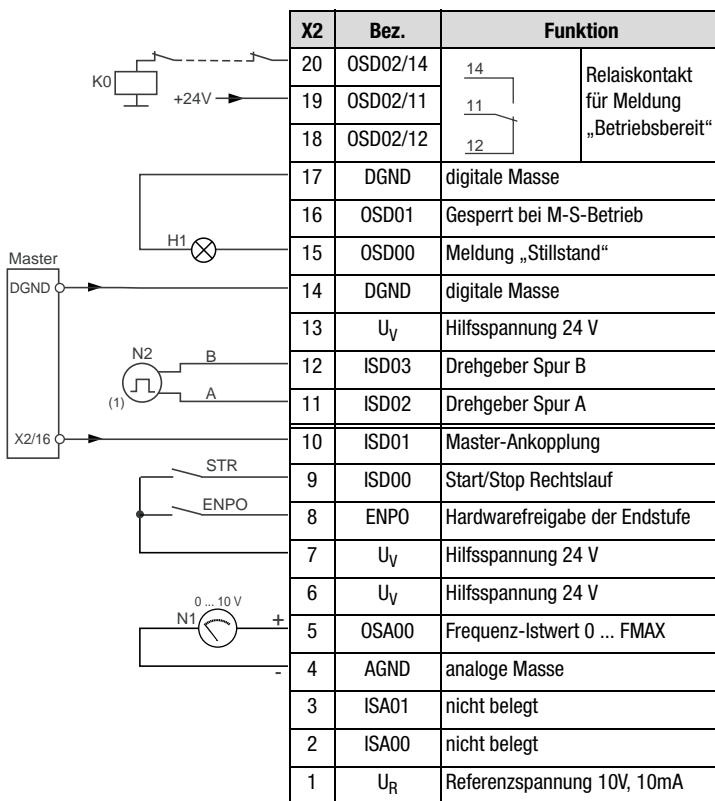 X2 Bez. Funktion
20 OSD02/14
19 OSD02/11
18 OSD02/12
14
11
12
Relaiskontakt
für Meldung
„Betriebsbereit“
17 DGND digitale Masse
16 OSD01 Gesperrt bei M-S-Betrieb
15 OSD00 Meldung „Stillstand“
14 DGND digitale Masse
13 UV Hilfsspannung 24 V
12 ISD03 Drehgeber Spur B
11 ISD02 Drehgeber Spur A
10 ISD01 Master-Ankopplung
9 ISD00 Start/Stop Rechtslauf
8 ENPO Hardwarefreigabe der Endstufe
7 UV Hilfsspannung 24 V
6 UV Hilfsspannung 24 V
5 OSA00 Frequenz-Istwert 0 ... FMAX
4 AGND analoge Masse
3 ISA01 nicht belegt
2 ISA00 nicht belegt
1 UR Referenzspannung 10V, 10mA
K0
+24V
H1
Master
DGND
N2
B
A
(1)
X2/16
STR
ENPO
0 ... 10 V
N1
+
-